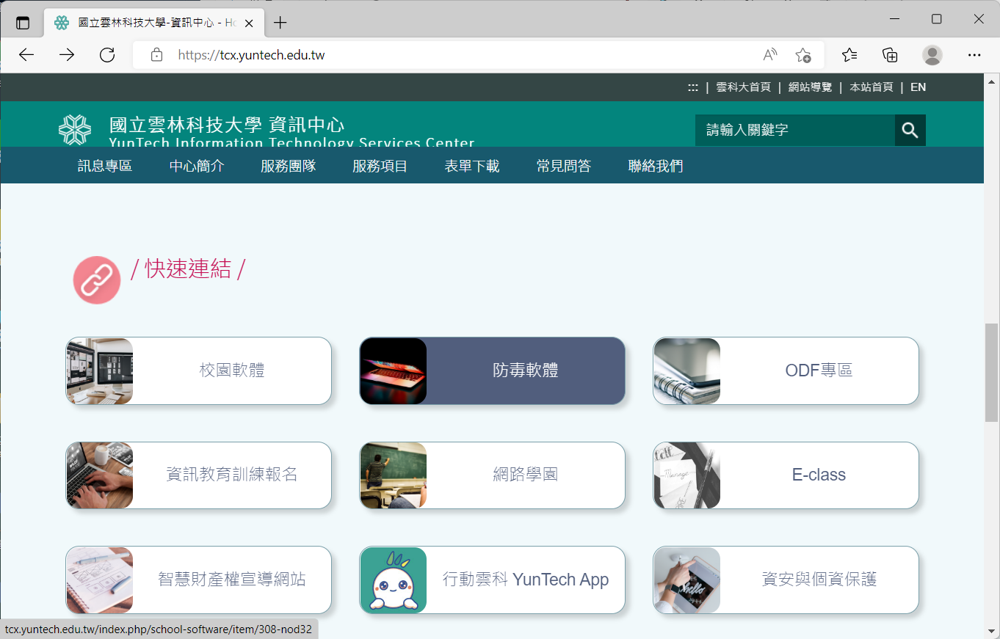 國立雲林科技大學-資訊中心 - Ho
https://tcx.yuntech.edu.tw
::: | 雲科大首頁 | 網站導覽 | 本站首頁 | EN
國立雲林科技大學 資訊中心
YunTech Information Technology Services Center
請輸入關鍵字
訊息專區 中心簡介 服務團隊 服務項目 表單下載 常見問答 聯絡我們
/ 快速連結 /
校園軟體
防毒軟體
ODF專區
資訊教育訓練報名
網路學園
Manage
E-class
智慧財產權宣導網站
行動雲科 YunTech App
hello
資安與個資保護
tcx.yuntech.edu.tw/index.php/school-software/item/308-nod32